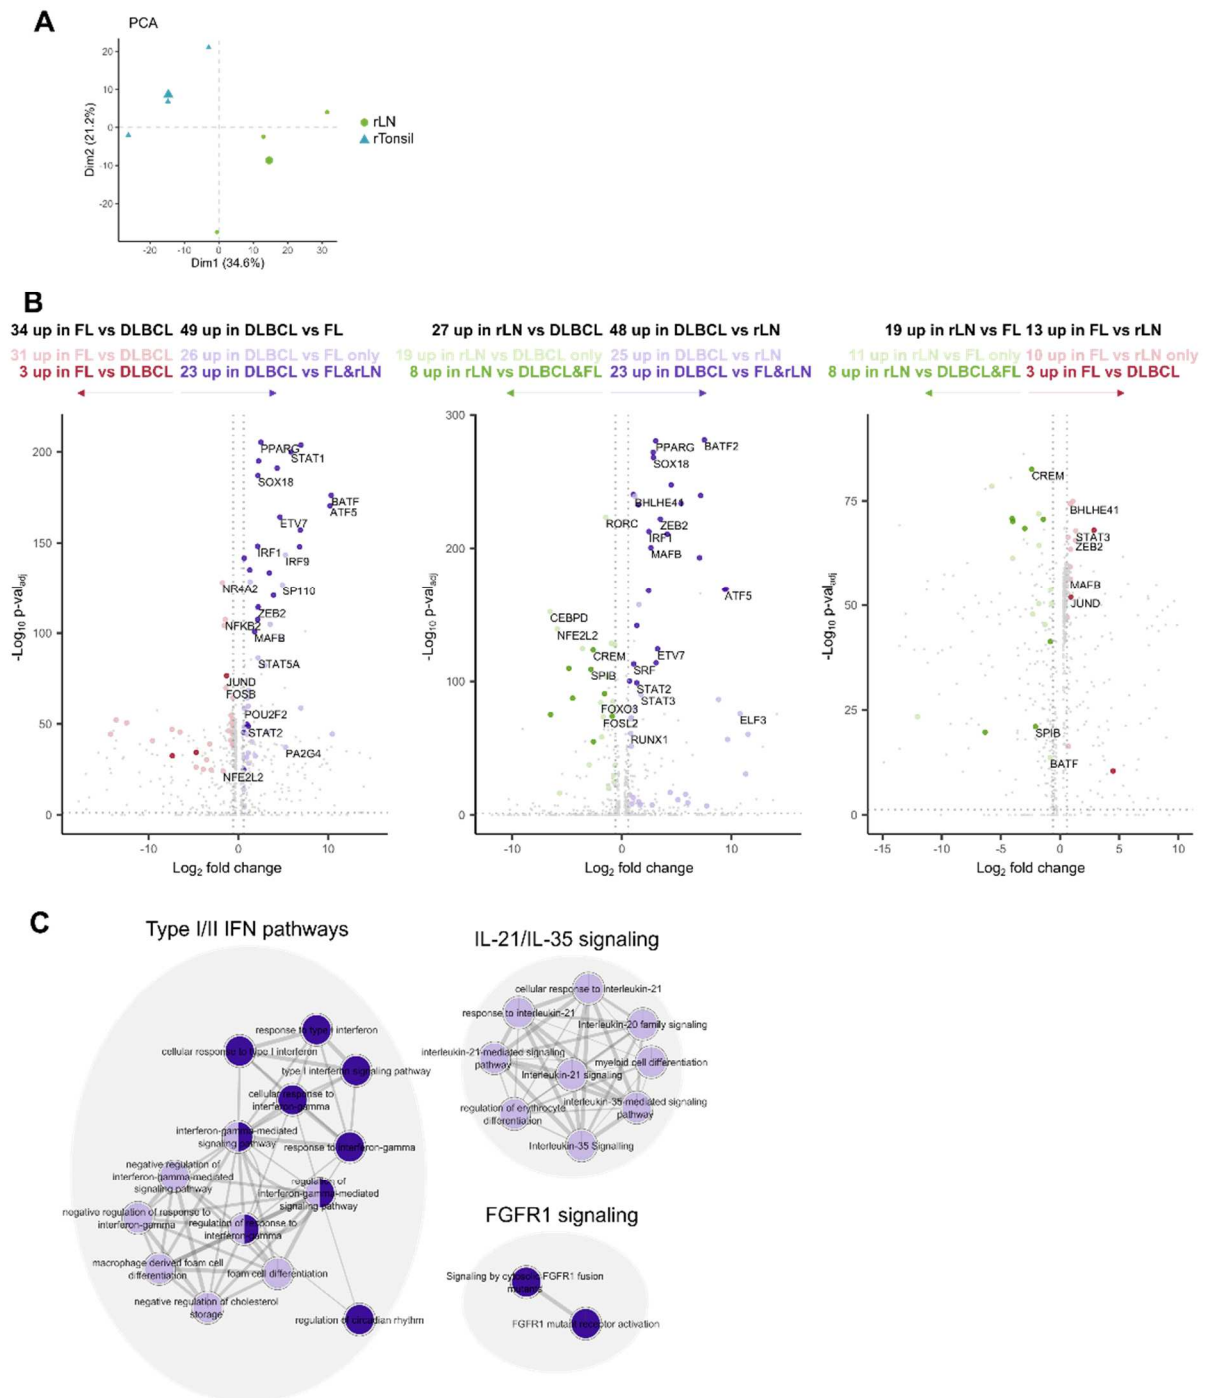 A
PCA
20
10
0
-10
-20
Dim2 (21.2%)
-20 -10 0 10 20 30
Dim1 (34.6%)
rLN
rTonsil
B
34 up in FL vs DLBCL 49 up in DLBCL vs FL
31 up in FL vs DLBCL 26 up in DLBCL vs FL only
3 up in FL vs DLBCL 23 up in DLBCL vs FL&rLN
200
150
100
50
0
-Log10 p-valadj
PPARG
STAT1
SOX18
BATF
ATF5
ETV7
IRF1
IRF9
NR4A2
SP110
ZEB2
NFKB2
MAFB
STAT5A
JUND
FOSB
POU2F2
STAT2
PA2G4
NFE2L2
-10 0 10
Log2 fold change
27 up in rLN vs DLBCL 48 up in DLBCL vs rLN
19 up in rLN vs DLBCL only 25 up in DLBCL vs rLN
8 up in rLN vs DLBCL&FL 23 up in DLBCL vs FL&rLN
300
200
100
0
-Log10 p-valadj
PPARG
BATF2
SOX18
BHLHE41
RORC
ZEB2
IRF1
MAFB
ATF5
CEBPD
NFE2L2
CREM
ETV7
SPIB
SRF
STAT2
STAT3
FOXO3
FOSL2
ELF3
RUNX1
-10 0 10
Log2 fold change
19 up in rLN vs FL 13 up in FL vs rLN
11 up in rLN vs FL only 10 up in FL vs rLN only
8 up in rLN vs DLBCL&FL 3 up in FL vs DLBCL
75
50
25
0
-Log10 p-valadj
CREM
BHLHE41
STAT3
ZEB2
MAFB
JUND
SPIB
BATF
-15 -10 -5 0 5 10
Log2 fold change
C
Type I/II IFN pathways
response to type I interferon
cellular response to type I interferon
type I interferon signaling pathway
cellular response to
interferon-gamma
interferon-gamma-mediated
signaling pathway
response to interferon-gamma
negative regulation of
interferon-gamma-mediated
signaling pathway
regulation of
interferon-gamma-mediated
signaling pathway
negative regulation of response to
interferon-gamma
regulation of response to
interferon-gamma
macrophage derived foam cell
differentiation
foam cell differentiation
negative regulation of cholesterol
storage
regulation of circadian rhythm
IL-21/IL-35 signaling
cellular response to interleukin-21
response to interleukin-21
Interleukin-20 family signaling
interleukin-21-mediated signaling
pathway
myeloid cell differentiation
Interleukin-21 signaling
interleukin-35-mediated signaling
pathway
regulation of erythrocyte
differentiation
Interleukin-35 Signalling
FGFR1 signaling
Signaling by cytosolic FGFR1 fusion
mutants
FGFR1 mutant receptor activation